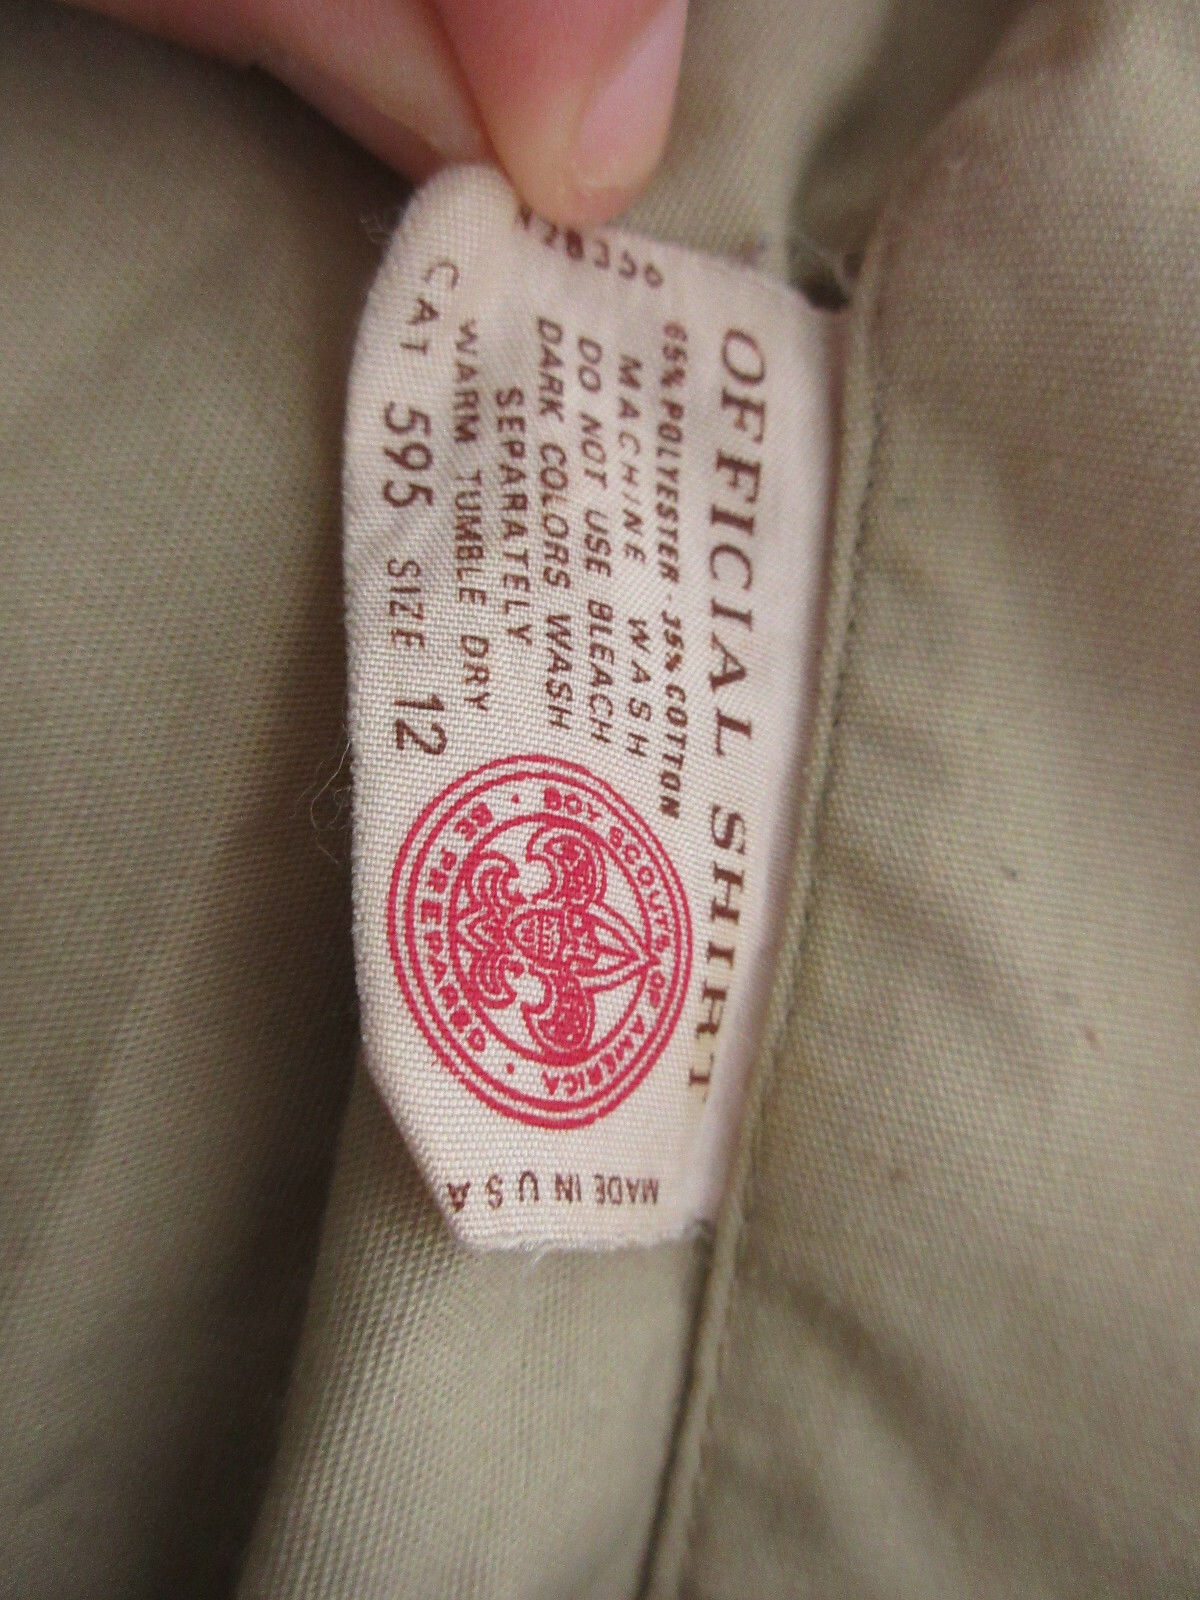 OFFICIAL SHIRT
65% POLYESTER - 35% COTTON
MACHINE WASH
DO NOT USE BLEACH
DARK COLORS WASH
SEPARATELY
WARM TUMBLE DRY
CAT 595 SIZE 12
BOY SCOUTS OF AMERICA
BE PREPARED
MADE IN U S A